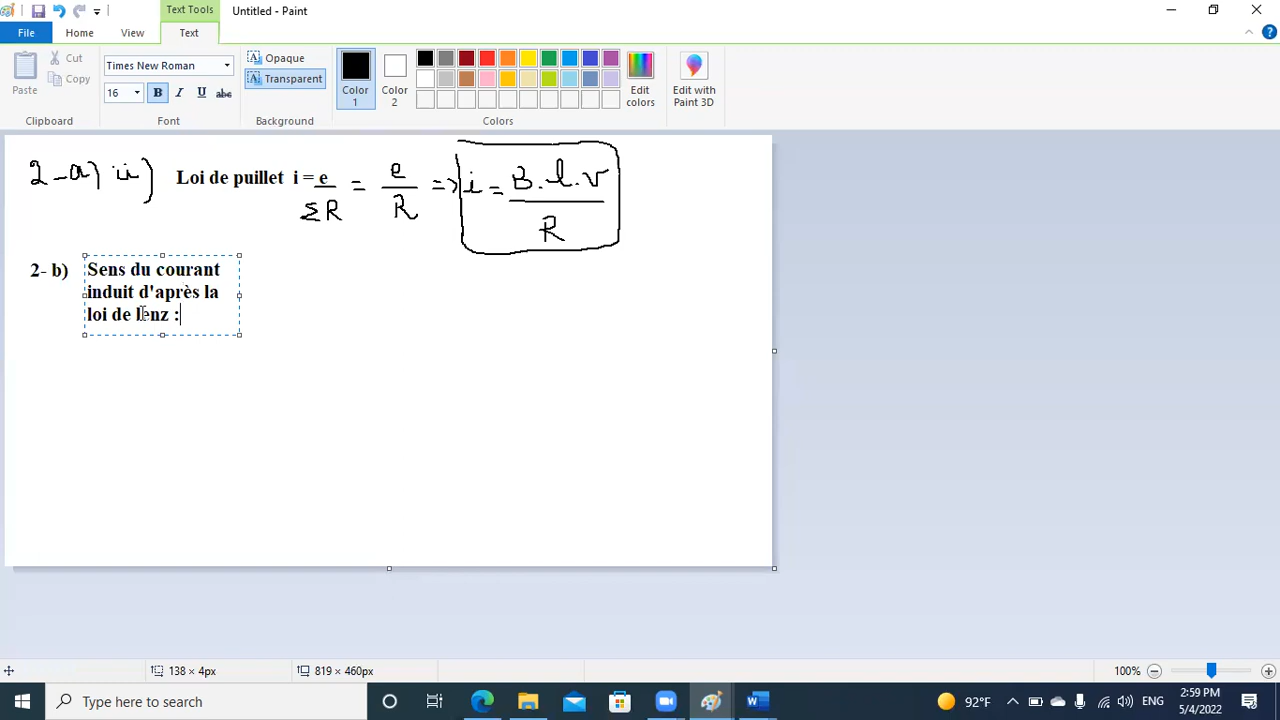 Text Tools
Untitled - Paint
File
Home
View
Text
Paste
Cut
Copy
Clipboard
Times New Roman
16
B I U abc
Font
Opaque
Transparent
Background
Color 1
Color 2
Edit colors
Edit with Paint 3D
Colors
2-a) ii) Loi de puillet i = e/ΣR = e/R => i = B.l.v/R
2- b) Sens du courant
induit d'après la
loi de lenz :
138 × 4px
819 × 460px
100%
Type here to search
92°F
ENG
2:59 PM
5/4/2022